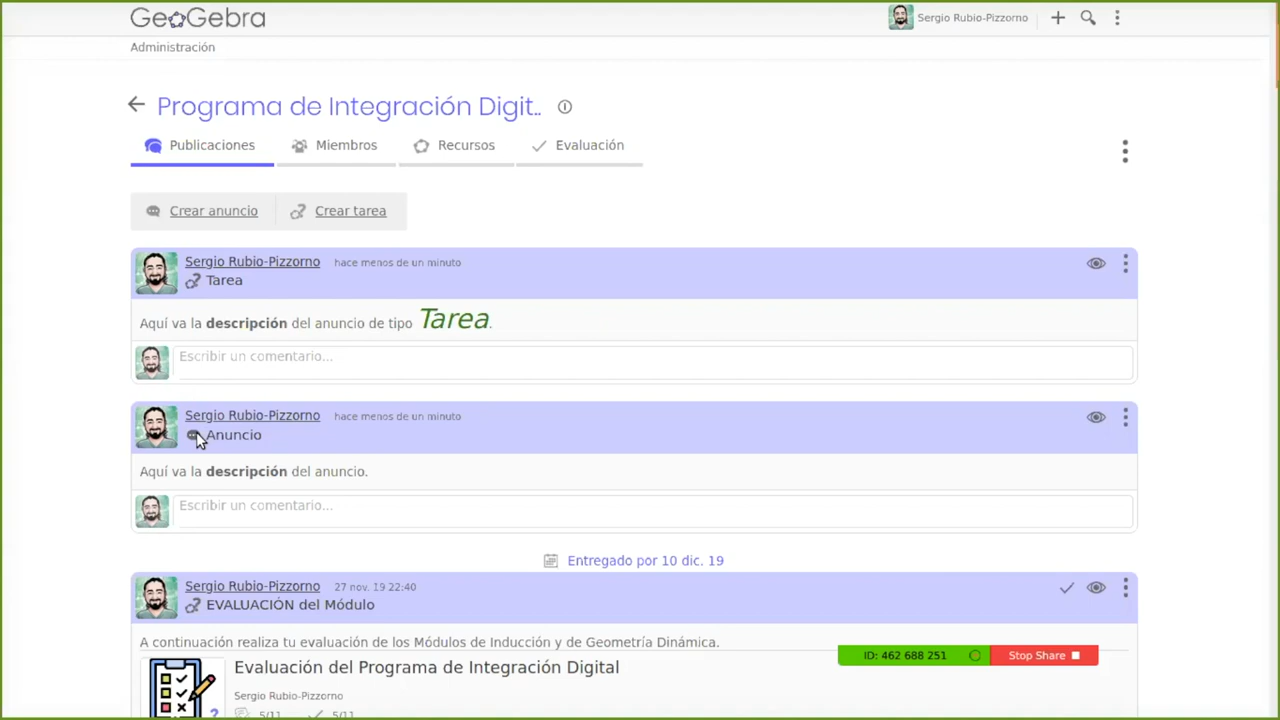 GeoGebra
Sergio Rubio-Pizzorno
Administración
Programa de Integración Digit..
Publicaciones
Miembros
Recursos
Evaluación
Crear anuncio
Crear tarea
Sergio Rubio-Pizzorno hace menos de un minuto
Tarea
Aquí va la descripción del anuncio de tipo Tarea.
Escribir un comentario...
Sergio Rubio-Pizzorno hace menos de un minuto
Anuncio
Aquí va la descripción del anuncio.
Escribir un comentario...
Entregado por 10 dic. 19
Sergio Rubio-Pizzorno 27 nov. 19 22:40
EVALUACIÓN del Módulo
A continuación realiza tu evaluación de los Módulos de Inducción y de Geometría Dinámica.
ID: 462 688 251 Stop Share
Evaluación del Programa de Integración Digital
Sergio Rubio-Pizzorno
5/11 5/11